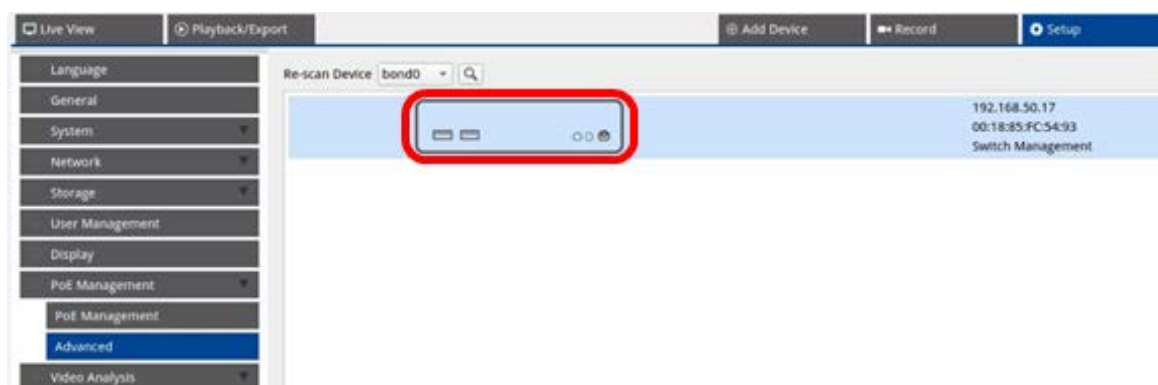 Live View
Playback/Export
Add Device
Record
Setup
Language
General
System
Network
Storage
User Management
Display
PoE Management
PoE Management
Advanced
Video Analysis
Re-scan Device bond0
192.168.50.17
00:18:85:FC:54:93
Switch Management